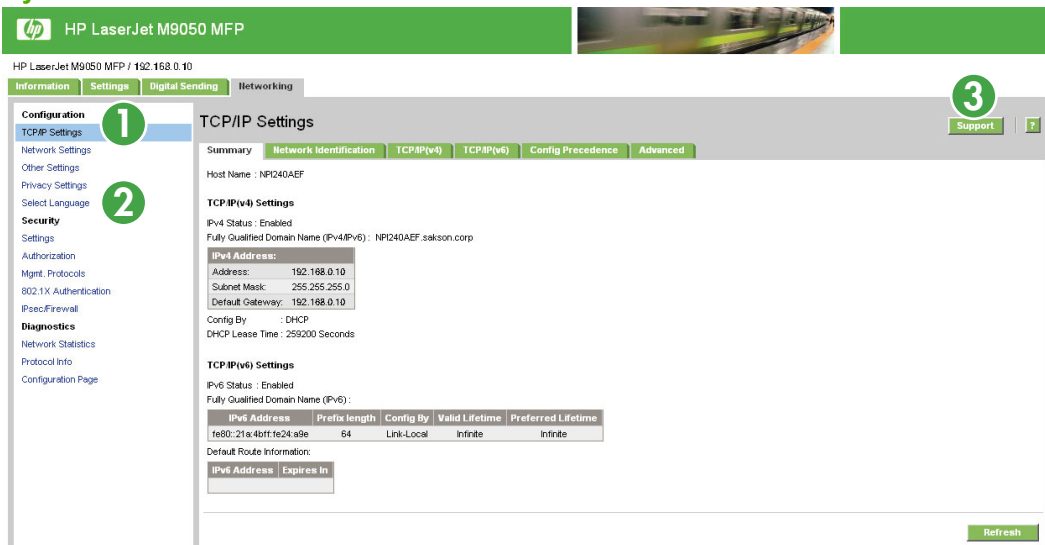 hp HP LaserJet M9050 MFP
HP LaserJet M9050 MFP / 192.168.0.10
Information Settings Digital Sending Networking
Configuration
TCP/IP Settings
Network Settings
Other Settings
Privacy Settings
Select Language
Security
Settings
Authorization
Mgmt. Protocols
802.1X Authentication
IPsec/Firewall
Diagnostics
Network Statistics
Protocol Info
Configuration Page
1
2
3
TCP/IP Settings
Support ?
Summary Network Identification TCP/IP(v4) TCP/IP(v6) Config Precedence Advanced
Host Name : NPI240AEF
TCP/IP(v4) Settings
IPv4 Status : Enabled
Fully Qualified Domain Name (IPv4/IPv6) : NPI240AEF.sakson.corp
IPv4 Address:
Address: 192.168.0.10
Subnet Mask: 255.255.255.0
Default Gateway: 192.168.0.10
Config By : DHCP
DHCP Lease Time : 259200 Seconds
TCP/IP(v6) Settings
IPv6 Status : Enabled
Fully Qualified Domain Name (IPv6) :
IPv6 Address Prefix length Config By Valid Lifetime Preferred Lifetime
fe80::21a:4bff:fe24:a9e 64 Link-Local Infinite Infinite
Default Route Information:
IPv6 Address Expires In
Refresh